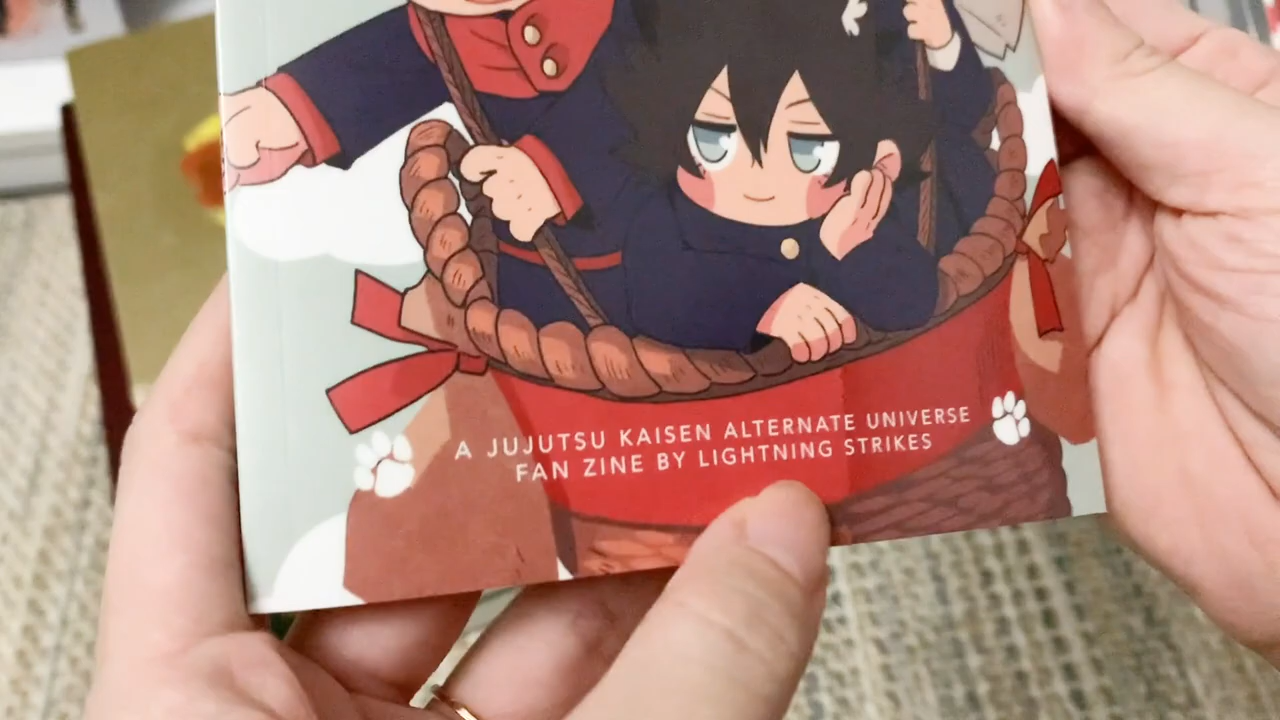 A JUJUTSU KAISEN ALTERNATE UNIVERSE
FAN ZINE BY LIGHTNING STRIKES